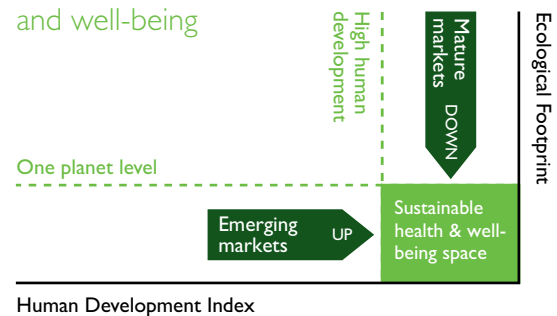 and well-being
High human
development
Mature
markets
DOWN
Ecological Footprint
One planet level
Emerging
markets
UP
Sustainable
health & well-
being space
Human Development Index